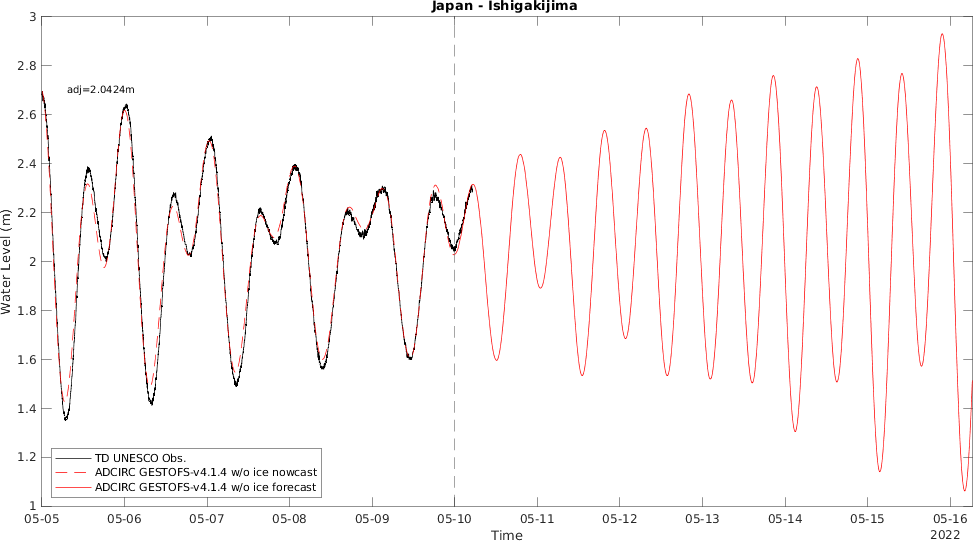 Japan - Ishigakijima
3
2.8
adj=2.0424m
2.6
2.4
2.2
2
1.8
1.6
1.4
1.2
1
Water Level (m)
TD UNESCO Obs.
ADCIRC GESTOFS-v4.1.4 w/o ice nowcast
ADCIRC GESTOFS-v4.1.4 w/o ice forecast
05-05 05-06 05-07 05-08 05-09 05-10 05-11 05-12 05-13 05-14 05-15 05-16
Time
2022